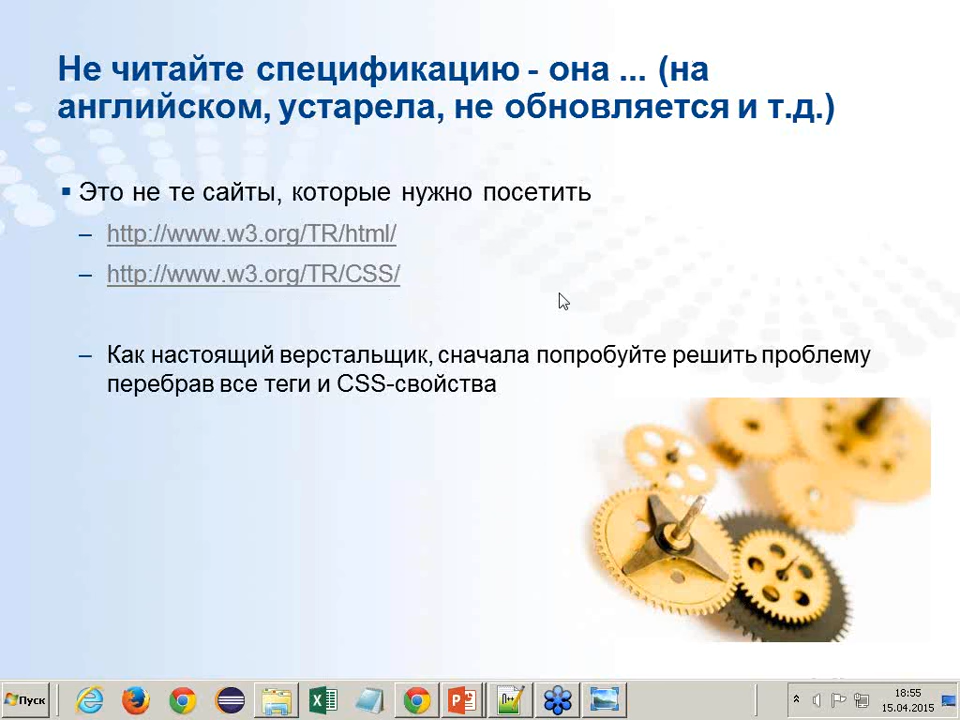 Не читайте спецификацию - она ... (на
английском, устарела, не обновляется и т.д.)
Это не те сайты, которые нужно посетить
– http://www.w3.org/TR/html/
– http://www.w3.org/TR/CSS/
– Как настоящий верстальщик, сначала попробуйте решить проблему
перебрав все теги и CSS-свойства
Пуск
18:55
15.04.2015